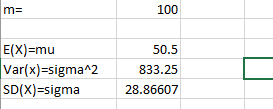 m= 100
E(X)=mu 50.5
Var(x)=sigma^2 833.25
SD(X)=sigma 28.86607